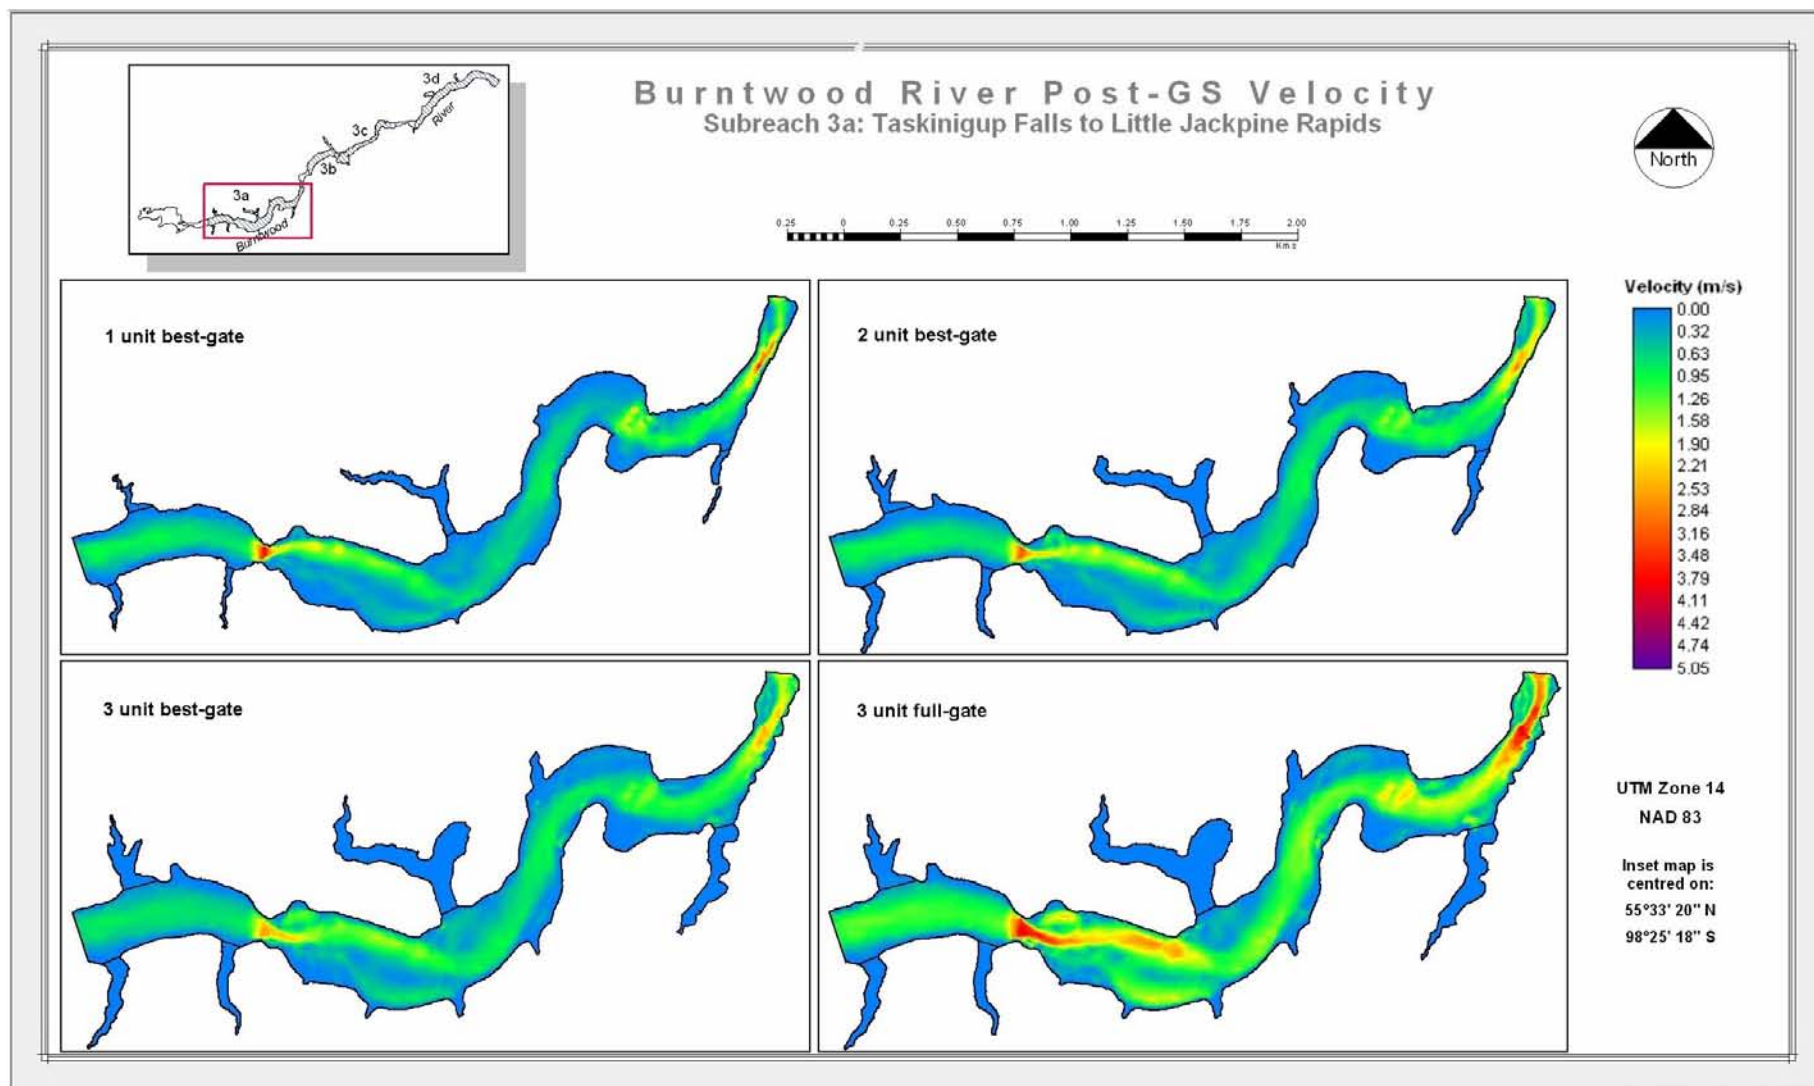 Burntwood River Post-GS Velocity
Subreach 3a: Taskinigup Falls to Little Jackpine Rapids
3d
River
3c
3b
3a
Burntwood
North
0.25 0 0.25 0.50 0.75 1.00 1.25 1.50 1.75 2.00
Kms
1 unit best-gate
2 unit best-gate
3 unit best-gate
3 unit full-gate
Velocity (m/s)
0.00
0.32
0.63
0.95
1.26
1.58
1.90
2.21
2.53
2.84
3.16
3.48
3.79
4.11
4.42
4.74
5.05
UTM Zone 14
NAD 83
Inset map is
centred on:
55°33' 20" N
98°25' 18" S